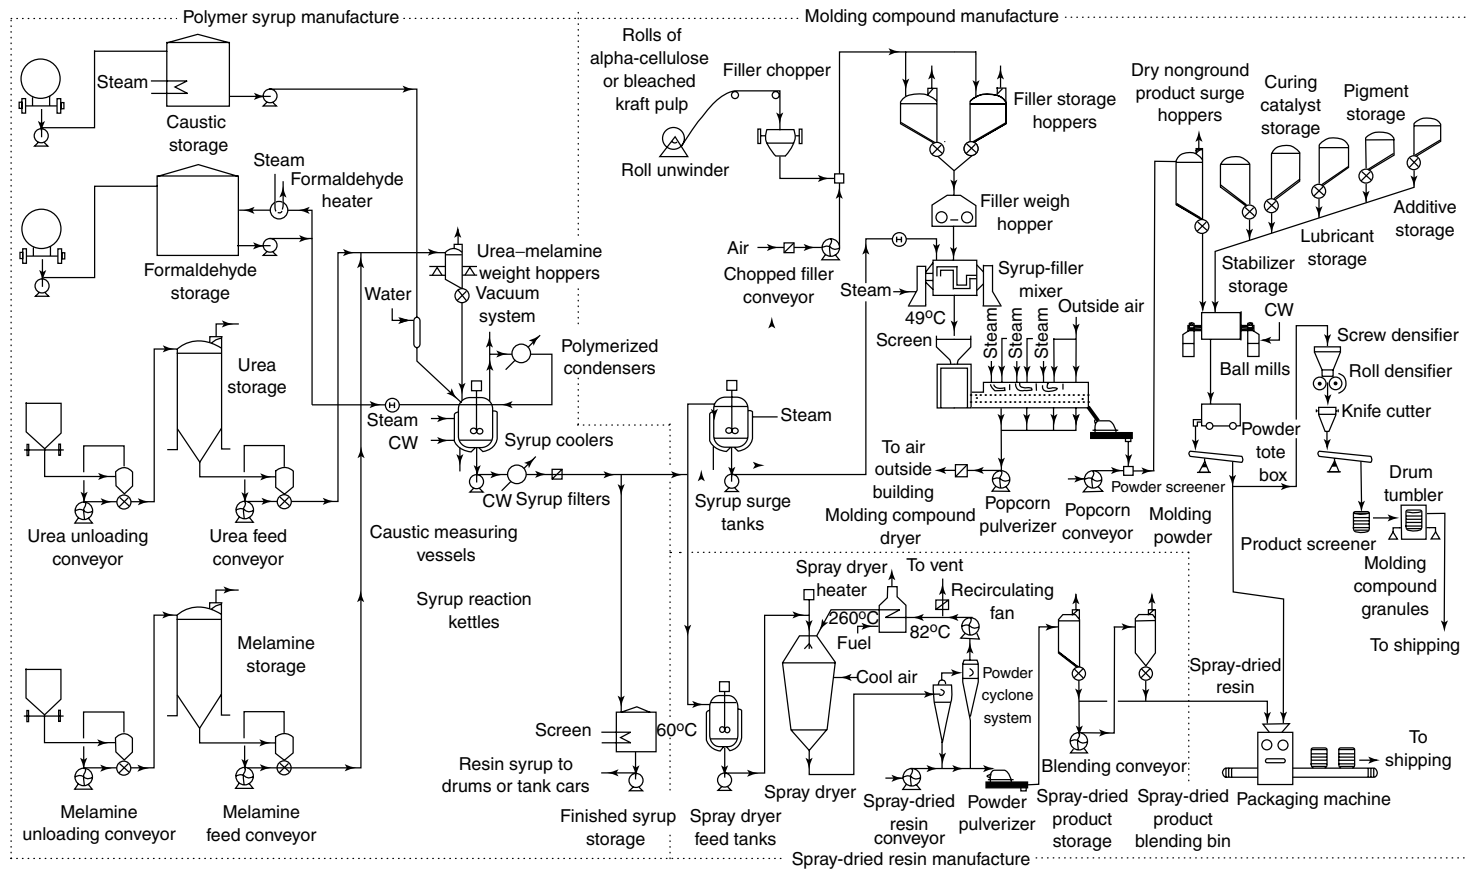 Polymer syrup manufacture
Molding compound manufacture
Steam
Caustic
storage
Steam
Formaldehyde
heater
Formaldehyde
storage
Urea–melamine
weight hoppers
Vacuum
system
Water
Polymerized
condensers
Urea
storage
Steam
CW
Syrup coolers
CW
Syrup filters
Urea unloading
conveyor
Urea feed
conveyor
Caustic measuring
vessels
Syrup reaction
kettles
Melamine
storage
Melamine
unloading conveyor
Melamine
feed conveyor
Screen
60ºC
Resin syrup to
drums or tank cars
Finished syrup
storage
Rolls of
alpha-cellulose
or bleached
kraft pulp
Filler chopper
Roll unwinder
Filler storage
hoppers
Filler weigh
hopper
Air
Chopped filler
conveyor
Steam
49ºC
Syrup-filler
mixer
Outside air
Screen
Steam
Steam
Steam
Steam
Syrup surge
tanks
To air
outside
building
Molding compound
dryer
Popcorn
pulverizer
Popcorn
conveyor
Powder screener
Molding
powder
Dry nonground
product surge
hoppers
Curing
catalyst
storage
Pigment
storage
Additive
storage
Lubricant
storage
Stabilizer
storage
CW
Ball mills
Powder
tote
box
Screw densifier
Roll densifier
Knife cutter
Drum
tumbler
Product screener
Molding
compound
granules
To shipping
Spray dryer
heater
To vent
Recirculating
fan
260ºC
82ºC
Fuel
Cool air
Powder
cyclone
system
Spray-dried
resin
Spray dryer
feed tanks
Spray dryer
Spray-dried
resin
conveyor
Powder
pulverizer
Blending conveyor
Spray-dried
product
storage
Spray-dried
product
blending bin
Packaging machine
To
shipping
Spray-dried resin manufacture